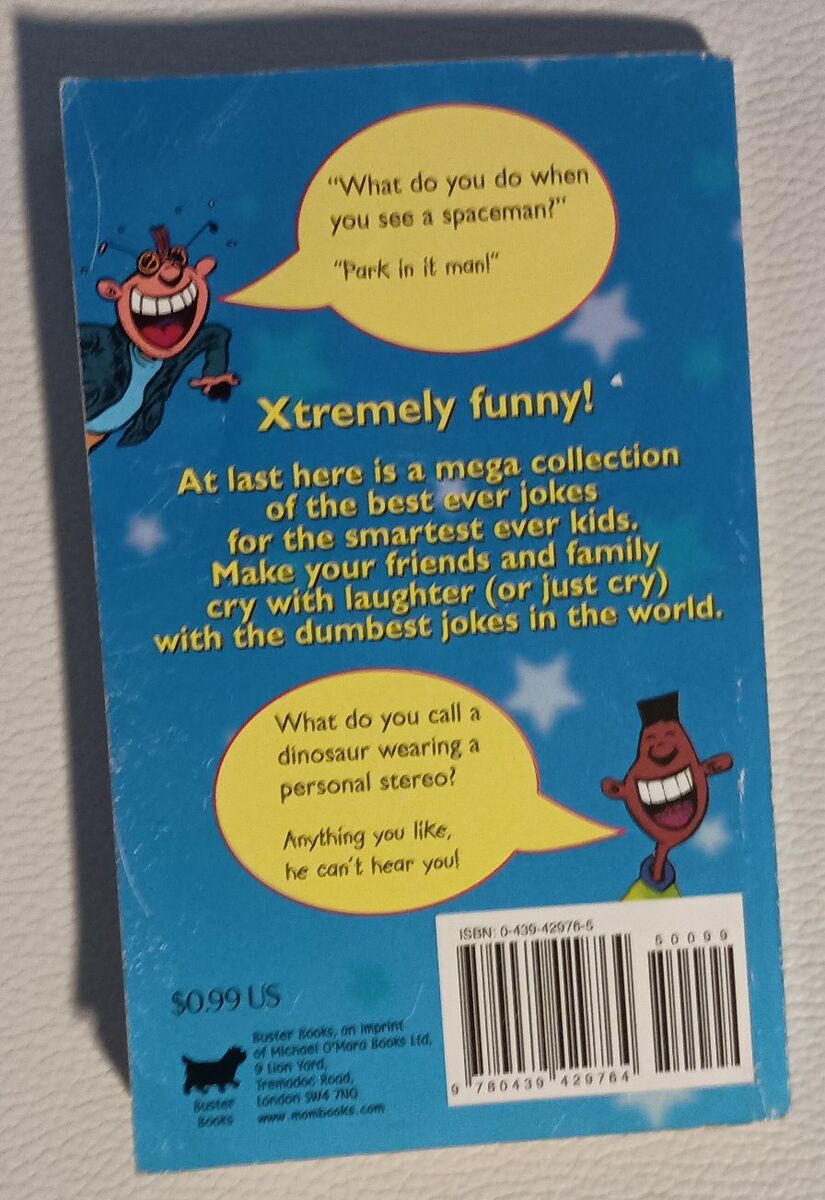 "What do you do when
you see a spaceman?"
"Park in it man!"
Xtremely funny!
At last here is a mega collection
of the best ever jokes
for the smartest ever kids.
Make your friends and family
cry with laughter (or just cry)
with the dumbest jokes in the world.
What do you call a
dinosaur wearing a
personal stereo?
Anything you like,
he can't hear you!
$0.99 US
Buster
Books
Buster Books, an imprint
of Michael O'Mara Books Ltd,
9 Lion Yard,
Tremadoc Road,
London SW4 7NQ
www.mombooks.com
ISBN: 0-439-42976-5
50099
9 780439 429764